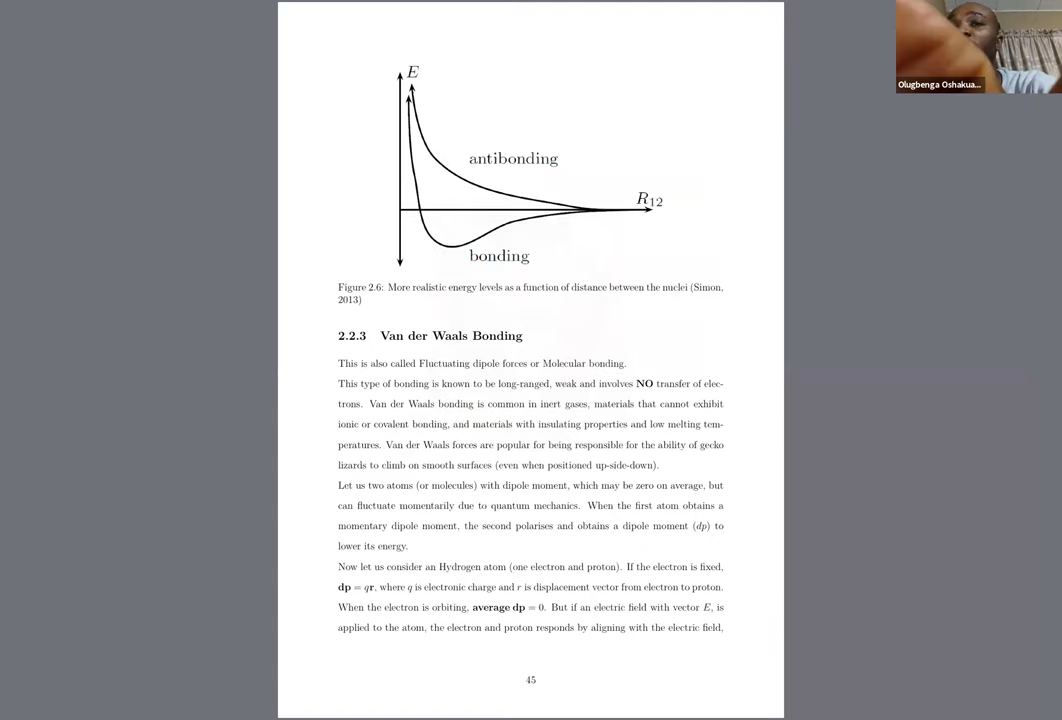 E
antibonding
R12
bonding
Figure 2.6: More realistic energy levels as a function of distance between the nuclei (Simon,
2013)
2.2.3 Van der Waals Bonding
This is also called Fluctuating dipole forces or Molecular bonding.
This type of bonding is known to be long-ranged, weak and involves NO transfer of elec-
trons. Van der Waals bonding is common in inert gases, materials that cannot exhibit
ionic or covalent bonding, and materials with insulating properties and low melting tem-
peratures. Van der Waals forces are popular for being responsible for the ability of gecko
lizards to climb on smooth surfaces (even when positioned up-side-down).
Let us two atoms (or molecules) with dipole moment, which may be zero on average, but
can fluctuate momentarily due to quantum mechanics. When the first atom obtains a
momentary dipole moment, the second polarises and obtains a dipole moment (dp) to
lower its energy.
Now let us consider an Hydrogen atom (one electron and proton). If the electron is fixed,
dp = qr, where q is electronic charge and r is displacement vector from electron to proton.
When the electron is orbiting, average dp = 0. But if an electric field with vector E, is
applied to the atom, the electron and proton responds by aligning with the electric field,
45
Olugbenga Oshakua...